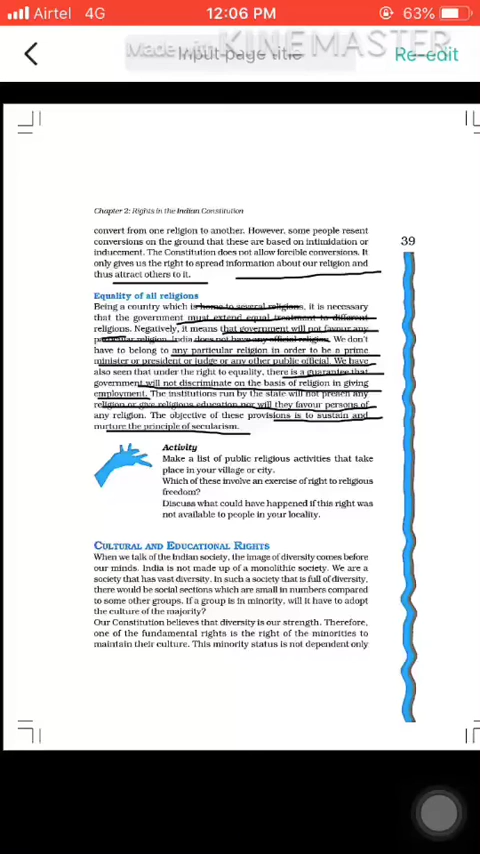 Airtel 4G 12:06 PM 63%
Made with KINEMASTER
Input page title Re-edit
Chapter 2: Rights in the Indian Constitution
39
convert from one religion to another. However, some people resent
conversions on the ground that these are based on intimidation or
inducement. The Constitution does not allow forcible conversions. It
only gives us the right to spread information about our religion and
thus attract others to it.
Equality of all religions
Being a country which is home to several religions, it is necessary
that the government must extend equal treatment to different
religions. Negatively, it means that government will not favour any
particular religion. India does not have any official religion. We don't
have to belong to any particular religion in order to be a prime
minister or president or judge or any other public official. We have
also seen that under the right to equality, there is a guarantee that
government will not discriminate on the basis of religion in giving
employment. The institutions run by the state will not preach any
religion or give religious education nor will they favour persons of
any religion. The objective of these provisions is to sustain and
nurture the principle of secularism.
Activity
Make a list of public religious activities that take
place in your village or city.
Which of these involve an exercise of right to religious
freedom?
Discuss what could have happened if this right was
not available to people in your locality.
CULTURAL AND EDUCATIONAL RIGHTS
When we talk of the Indian society, the image of diversity comes before
our minds. India is not made up of a monolithic society. We are a
society that has vast diversity. In such a society that is full of diversity,
there would be social sections which are small in numbers compared
to some other groups. If a group is in minority, will it have to adopt
the culture of the majority?
Our Constitution believes that diversity is our strength. Therefore,
one of the fundamental rights is the right of the minorities to
maintain their culture. This minority status is not dependent only